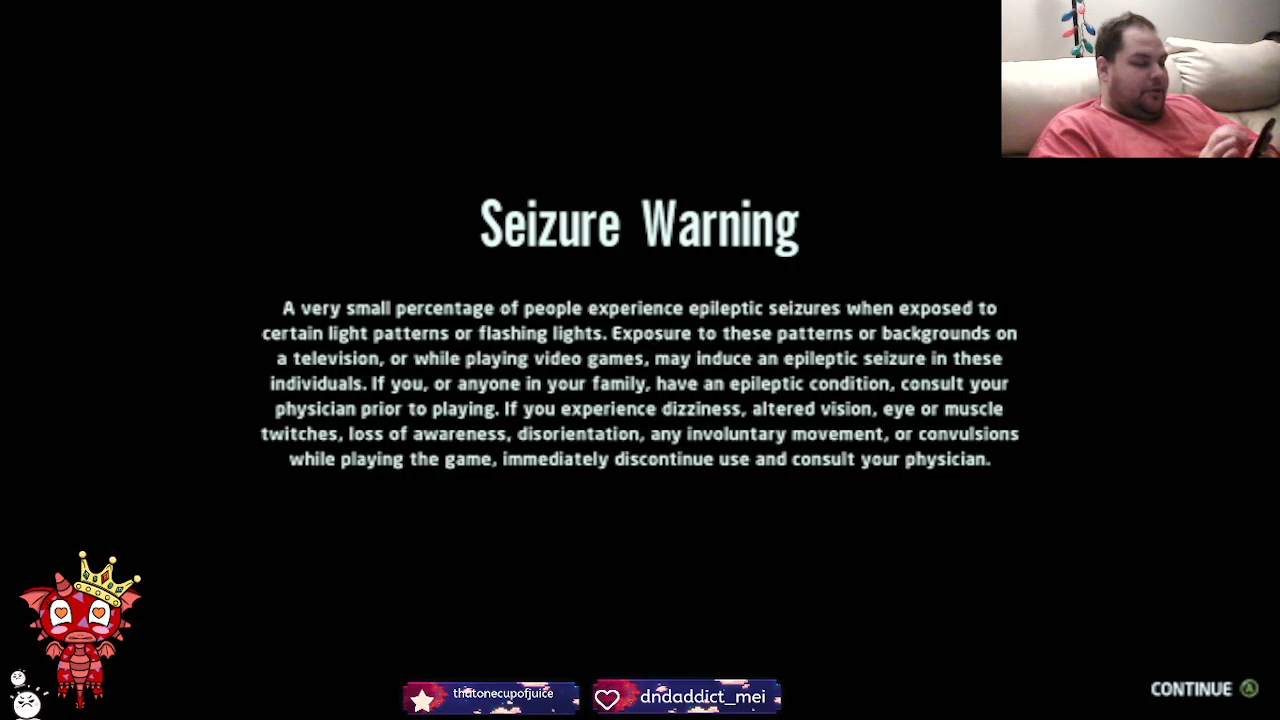 Seizure Warning
A very small percentage of people experience epileptic seizures when exposed to
certain light patterns or flashing lights. Exposure to these patterns or backgrounds on
a television, or while playing video games, may induce an epileptic seizure in these
individuals. If you, or anyone in your family, have an epileptic condition, consult your
physician prior to playing. If you experience dizziness, altered vision, eye or muscle
twitches, loss of awareness, disorientation, any involuntary movement, or convulsions
while playing the game, immediately discontinue use and consult your physician.
thatonecupofjuice
dndaddict_mei
CONTINUE A